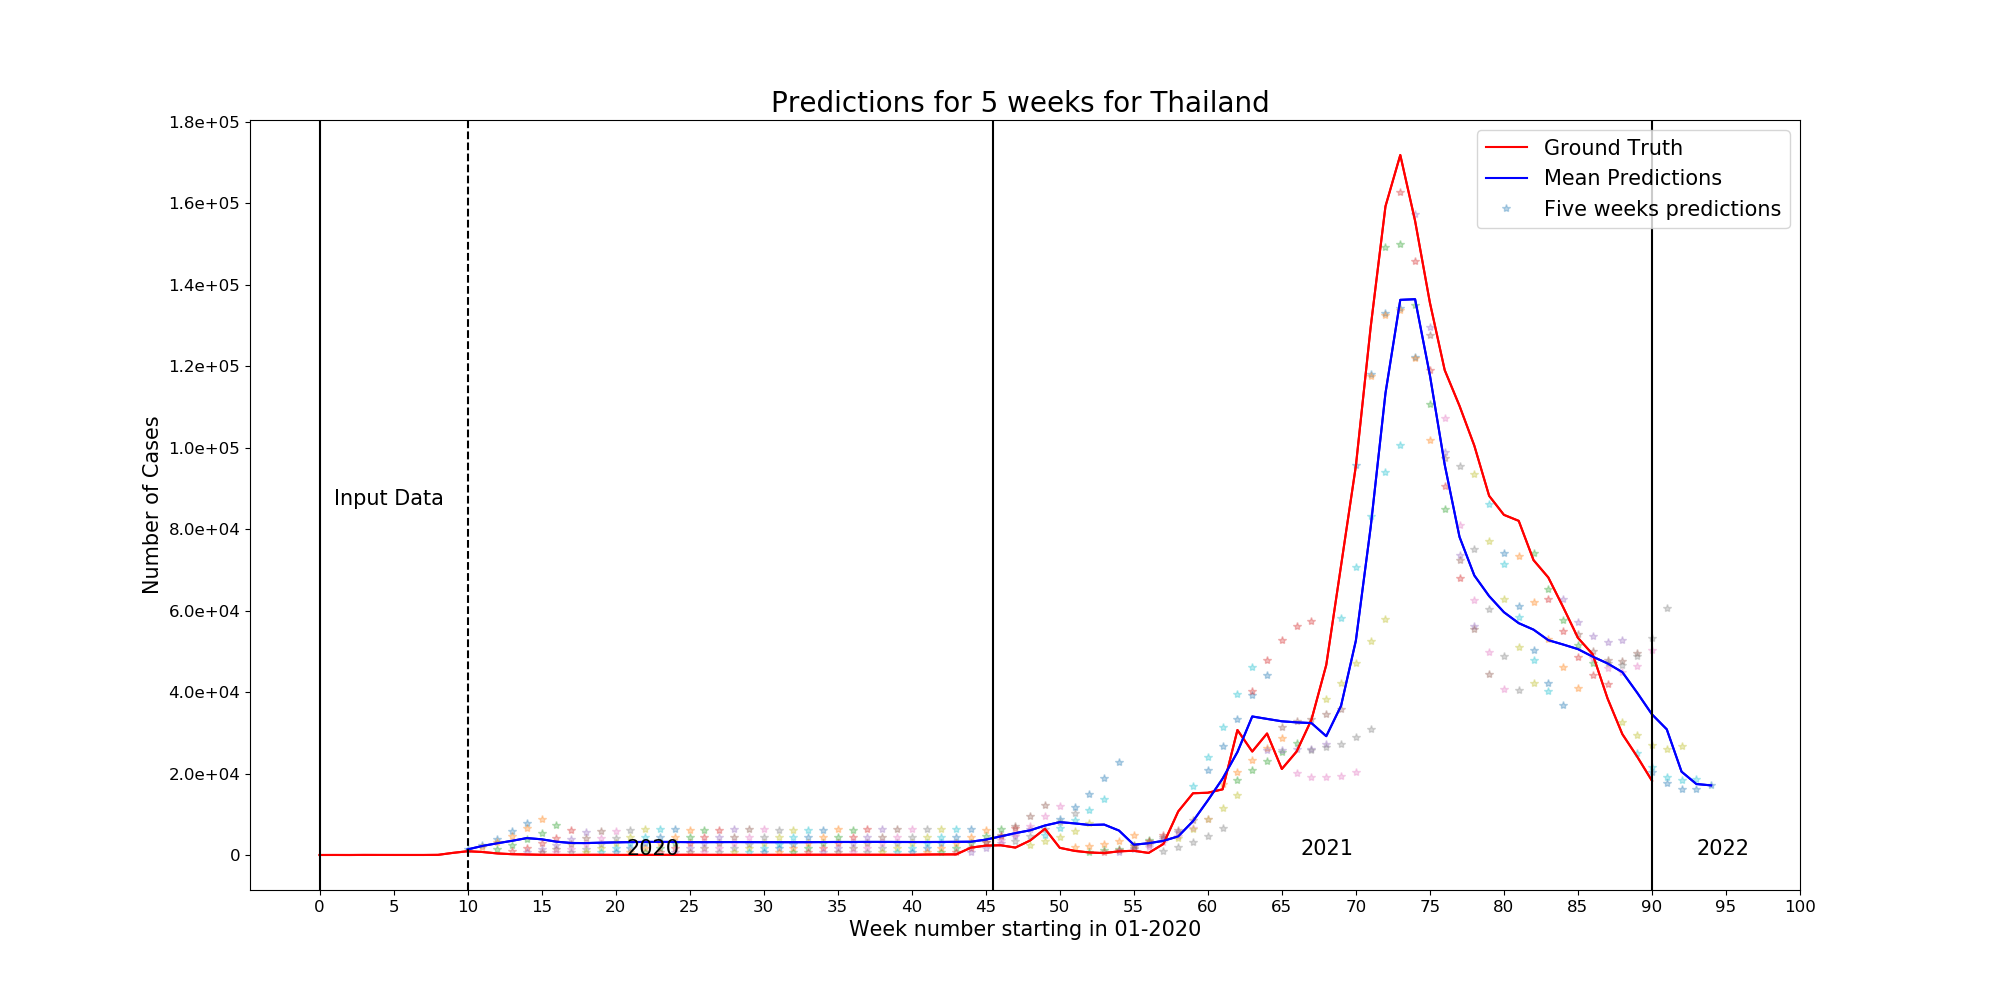 Predictions for 5 weeks for Thailand
1.8e+05
1.6e+05
1.4e+05
1.2e+05
1.0e+05
8.0e+04
6.0e+04
4.0e+04
2.0e+04
0
Number of Cases
Ground Truth
Mean Predictions
Five weeks predictions
Input Data
2020
2021
2022
0 5 10 15 20 25 30 35 40 45 50 55 60 65 70 75 80 85 90 95 100
Week number starting in 01-2020